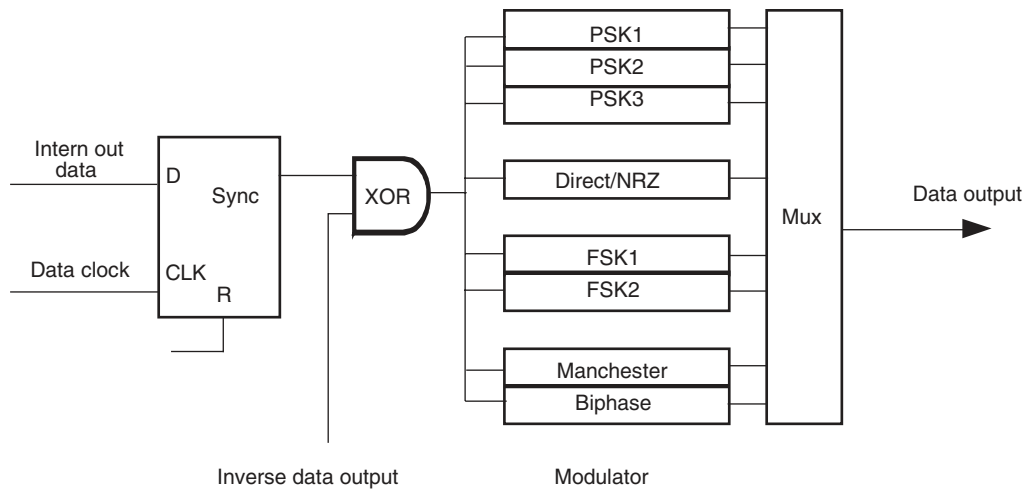 PSK1
PSK2
PSK3
Intern out
data
D
Sync
XOR
Direct/NRZ
Mux
Data output
Data clock
CLK
R
FSK1
FSK2
Manchester
Biphase
Inverse data output
Modulator